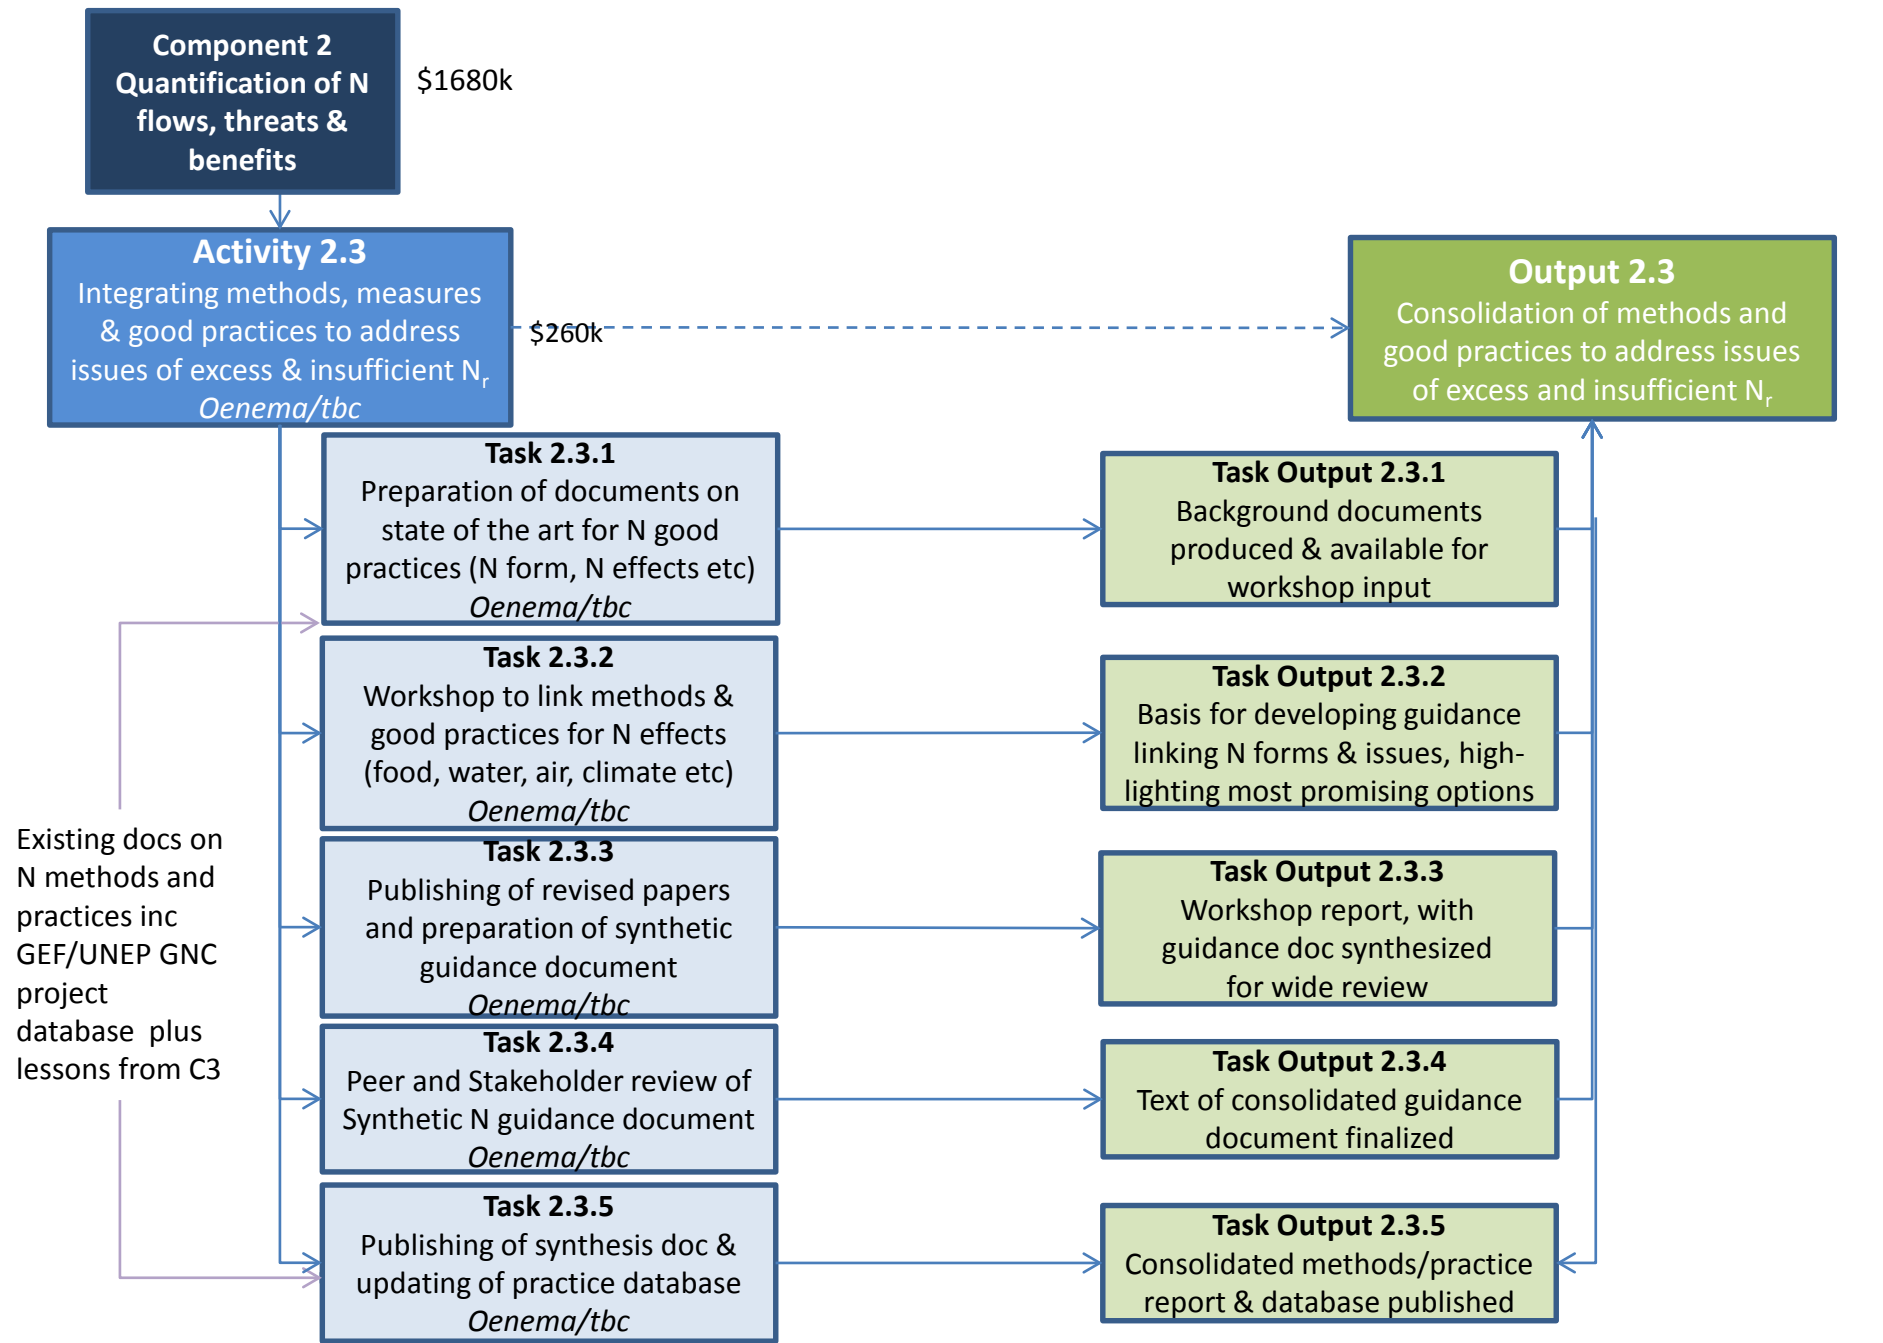 Component 2
Quantification of N
flows, threats &
benefits
$1680k
Activity 2.3
Integrating methods, measures
& good practices to address
issues of excess & insufficient Nr
Oenema/tbc
$260k
Output 2.3
Consolidation of methods and
good practices to address issues
of excess and insufficient Nr
Task 2.3.1
Preparation of documents on
state of the art for N good
practices (N form, N effects etc)
Oenema/tbc
Task Output 2.3.1
Background documents
produced & available for
workshop input
Task 2.3.2
Workshop to link methods &
good practices for N effects
(food, water, air, climate etc)
Oenema/tbc
Task Output 2.3.2
Basis for developing guidance
linking N forms & issues, high-
lighting most promising options
Existing docs on
N methods and
practices inc
GEF/UNEP GNC
project
database  plus
lessons from C3
Task 2.3.3
Publishing of revised papers
and preparation of synthetic
guidance document
Oenema/tbc
Task Output 2.3.3
Workshop report, with
guidance doc synthesized
for wide review
Task 2.3.4
Peer and Stakeholder review of
Synthetic N guidance document
Oenema/tbc
Task Output 2.3.4
Text of consolidated guidance
document finalized
Task 2.3.5
Publishing of synthesis doc &
updating of practice database
Oenema/tbc
Task Output 2.3.5
Consolidated methods/practice
report & database published